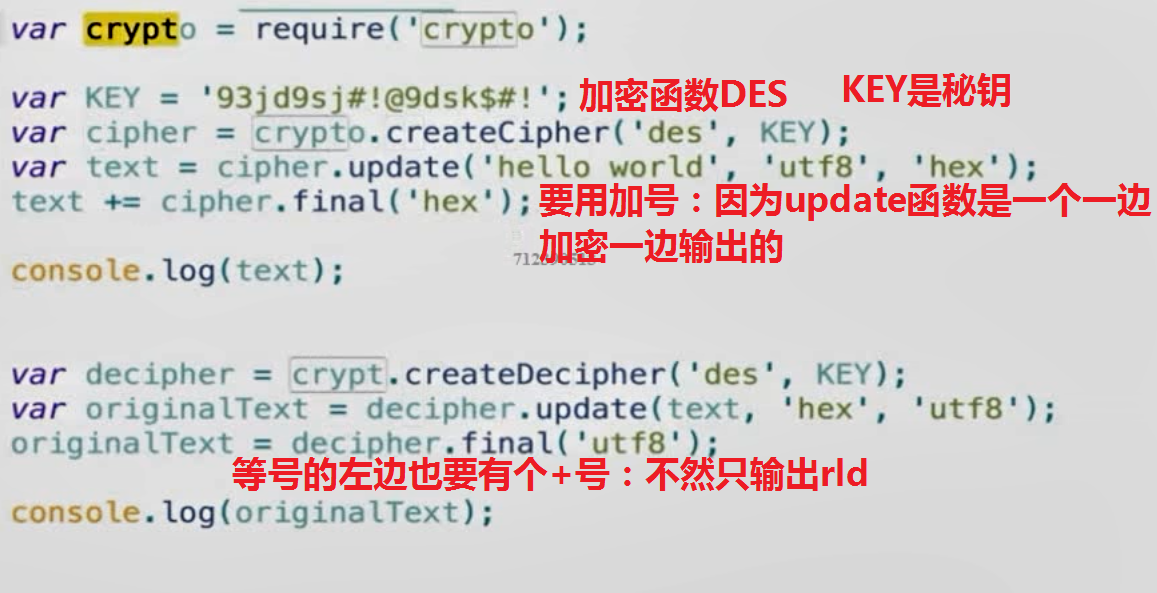 var crypto = require('crypto');
var KEY = '93jd9sj#!@9dsk$#!'; 加密函数DES KEY是秘钥
var cipher = crypto.createCipher('des', KEY);
var text = cipher.update('hello world', 'utf8', 'hex');
text += cipher.final('hex'); 要用加号：因为update函数是一个一边
加密一边输出的
console.log(text);
var decipher = crypt.createDecipher('des', KEY);
var originalText = decipher.update(text, 'hex', 'utf8');
originalText = decipher.final('utf8');
等号的左边也要有个+号：不然只输出rld
console.log(originalText);